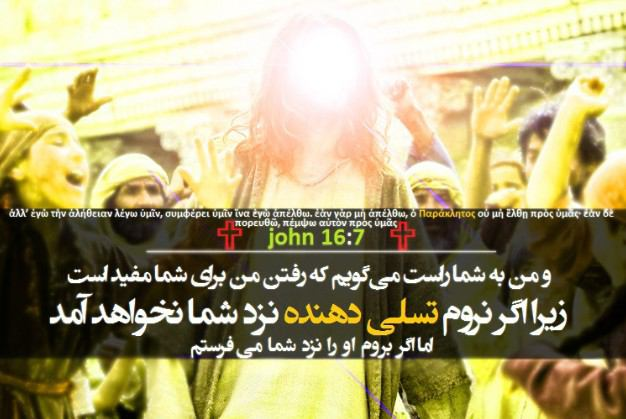 ἀλλ’ ἐγὼ τὴν ἀλήθειαν λέγω ὑμῖν, συμφέρει ὑμῖν ἵνα ἐγὼ ἀπέλθω. ἐὰν γὰρ μὴ ἀπέλθω, ὁ Παράκλητος οὐ μὴ ἔλθῃ πρὸς ὑμᾶς· ἐὰν δὲ
πορευθῶ, πέμψω αὐτὸν πρὸς ὑμᾶς
john 16:7
و من به شما راست می‌گویم که رفتن من برای شما مفید است
زیرا اگر نروم تسلی دهنده نزد شما نخواهد آمد
اما اگر بروم او را نزد شما می فرستم